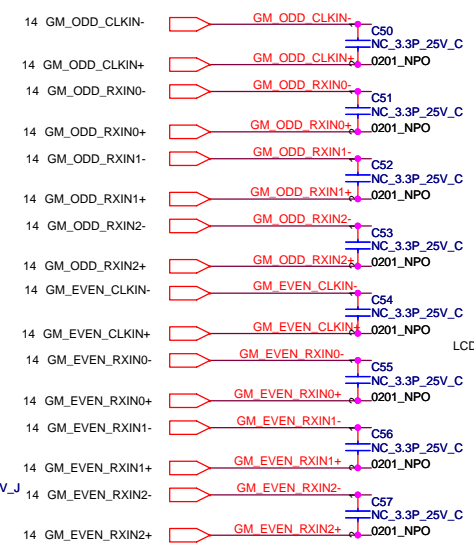 14 GM_ODD_CLKIN- GM_ODD_CLKIN-
C50
NC_3.3P_25V_C
14 GM_ODD_CLKIN+ GM_ODD_CLKIN+ 0201_NPO
14 GM_ODD_RXIN0- GM_ODD_RXIN0-
C51
NC_3.3P_25V_C
14 GM_ODD_RXIN0+ GM_ODD_RXIN0+ 0201_NPO
14 GM_ODD_RXIN1- GM_ODD_RXIN1-
C52
NC_3.3P_25V_C
14 GM_ODD_RXIN1+ GM_ODD_RXIN1+ 0201_NPO
14 GM_ODD_RXIN2- GM_ODD_RXIN2-
C53
NC_3.3P_25V_C
14 GM_ODD_RXIN2+ GM_ODD_RXIN2+ 0201_NPO
14 GM_EVEN_CLKIN- GM_EVEN_CLKIN-
C54
NC_3.3P_25V_C
14 GM_EVEN_CLKIN+ GM_EVEN_CLKIN+ 0201_NPO
LCD
14 GM_EVEN_RXIN0- GM_EVEN_RXIN0-
C55
NC_3.3P_25V_C
14 GM_EVEN_RXIN0+ GM_EVEN_RXIN0+ 0201_NPO
14 GM_EVEN_RXIN1- GM_EVEN_RXIN1-
C56
NC_3.3P_25V_C
14 GM_EVEN_RXIN1+ GM_EVEN_RXIN1+ 0201_NPO
V_J
14 GM_EVEN_RXIN2- GM_EVEN_RXIN2-
C57
NC_3.3P_25V_C
14 GM_EVEN_RXIN2+ GM_EVEN_RXIN2+ 0201_NPO